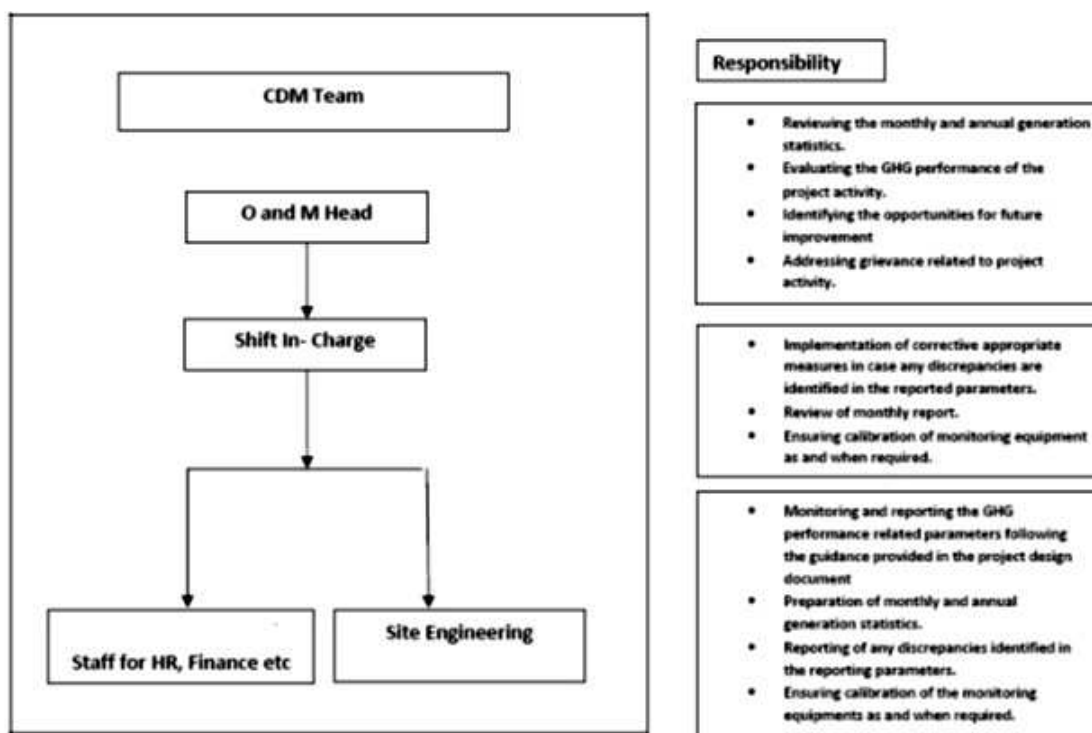 CDM Team
O and M Head
Shift In- Charge
Staff for HR, Finance etc
Site Engineering
Responsibility
• Reviewing the monthly and annual generation
statistics.
• Evaluating the GHG performance of the
project activity.
• Identifying the opportunities for future
improvement
• Addressing grievance related to project
activity.
• Implementation of corrective appropriate
measures in case any discrepancies are
identified in the reported parameters.
• Review of monthly report.
• Ensuring calibration of monitoring equipment
as and when required.
• Monitoring and reporting the GHG
performance related parameters following
the guidance provided in the project design
document
• Preparation of monthly and annual
generation statistics.
• Reporting of any discrepancies identified in
the reporting parameters.
• Ensuring calibration of the monitoring
equipments as and when required.